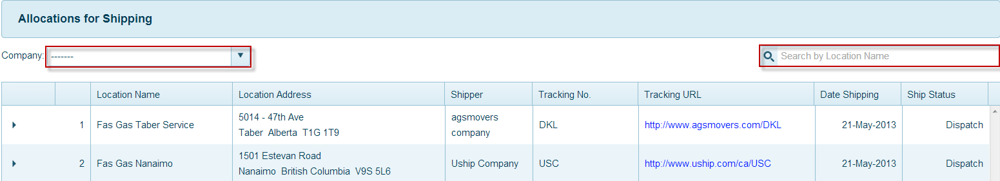 Allocations for Shipping
Company: -------
Search by Location Name
Location Name Location Address Shipper Tracking No. Tracking URL Date Shipping Ship Status
1 Fas Gas Taber Service 5014 - 47th Ave agsmovers DKL http://www.agsmovers.com/DKL 21-May-2013 Dispatch
Taber Alberta T1G 1T9 company
2 Fas Gas Nanaimo 1501 Estevan Road Uship Company USC http://www.uship.com/ca/USC 21-May-2013 Dispatch
Nanaimo British Columbia V9S 5L6